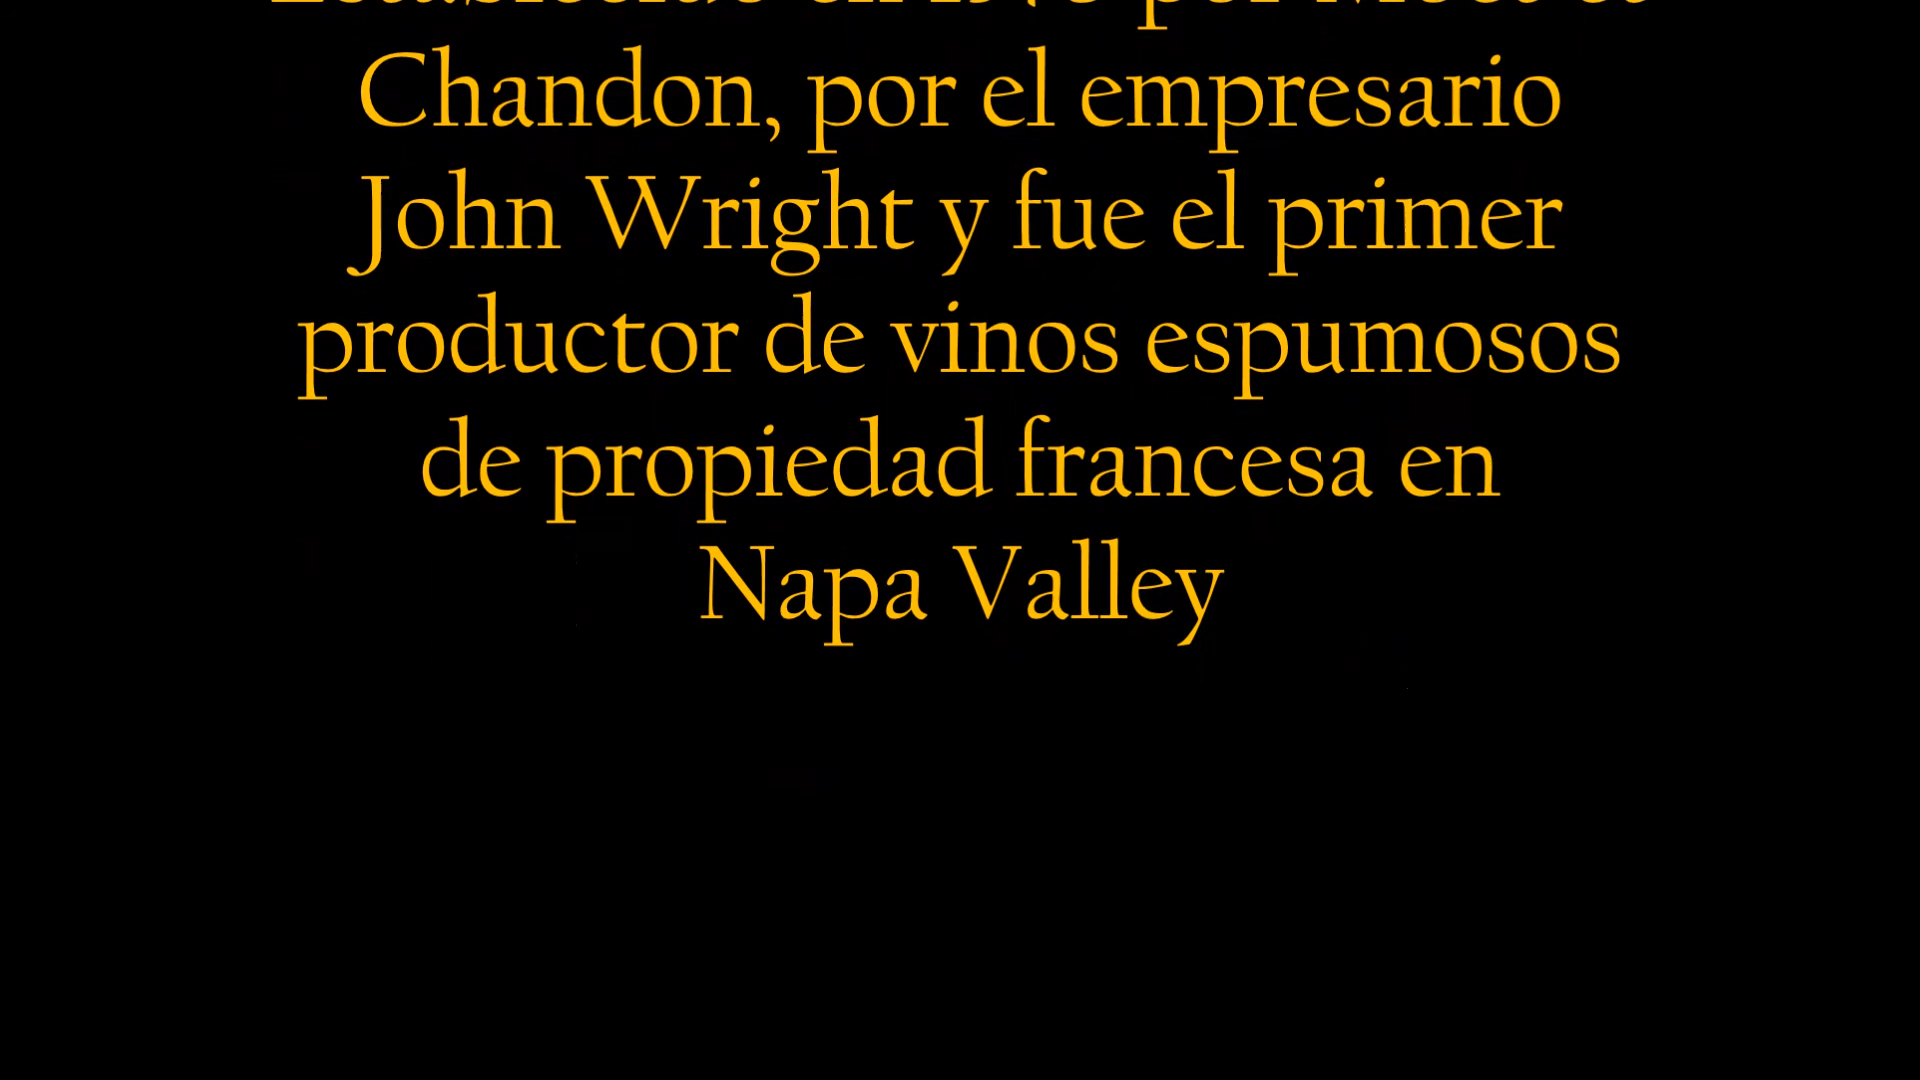 Chandon, por el empresario
John Wright y fue el primer
productor de vinos espumosos
de propiedad francesa en
Napa Valley